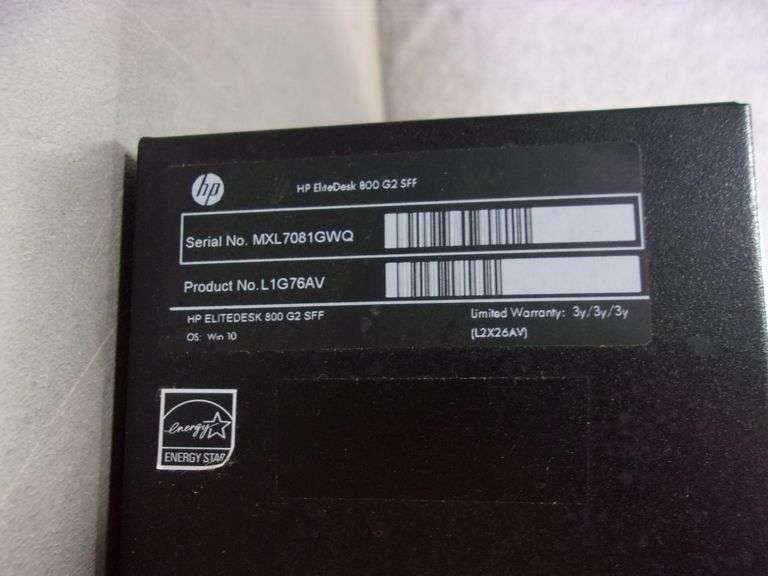 hp
HP EliteDesk 800 G2 SFF
Serial No. MXL7081GWQ
Product No. L1G76AV
HP ELITEDESK 800 G2 SFF
OS: Win 10
Limited Warranty: 3y/3y/3y
(L2X26AV)
energy
ENERGY STAR